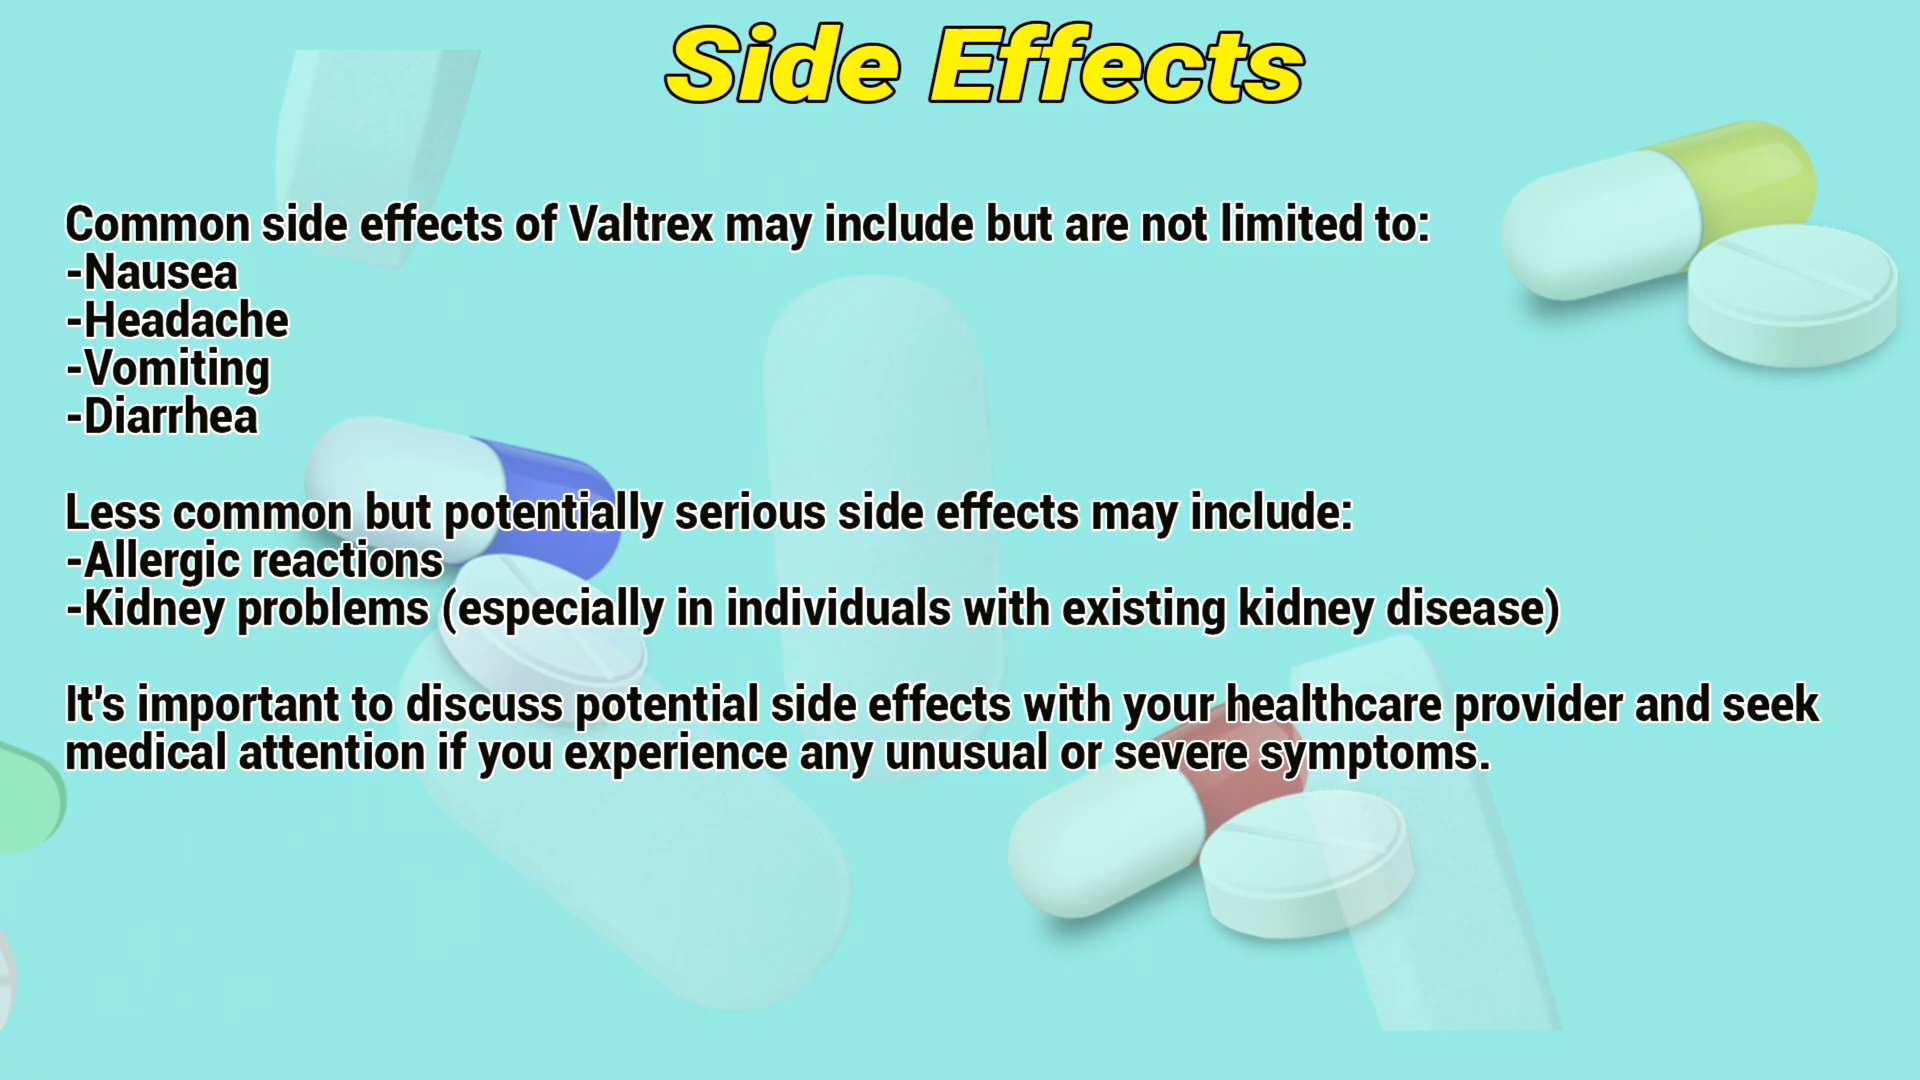 Side Effects
Common side effects of Valtrex may include but are not limited to:
-Nausea
-Headache
-Vomiting
-Diarrhea
Less common but potentially serious side effects may include:
-Allergic reactions
-Kidney problems (especially in individuals with existing kidney disease)
It's important to discuss potential side effects with your healthcare provider and seek
medical attention if you experience any unusual or severe symptoms.